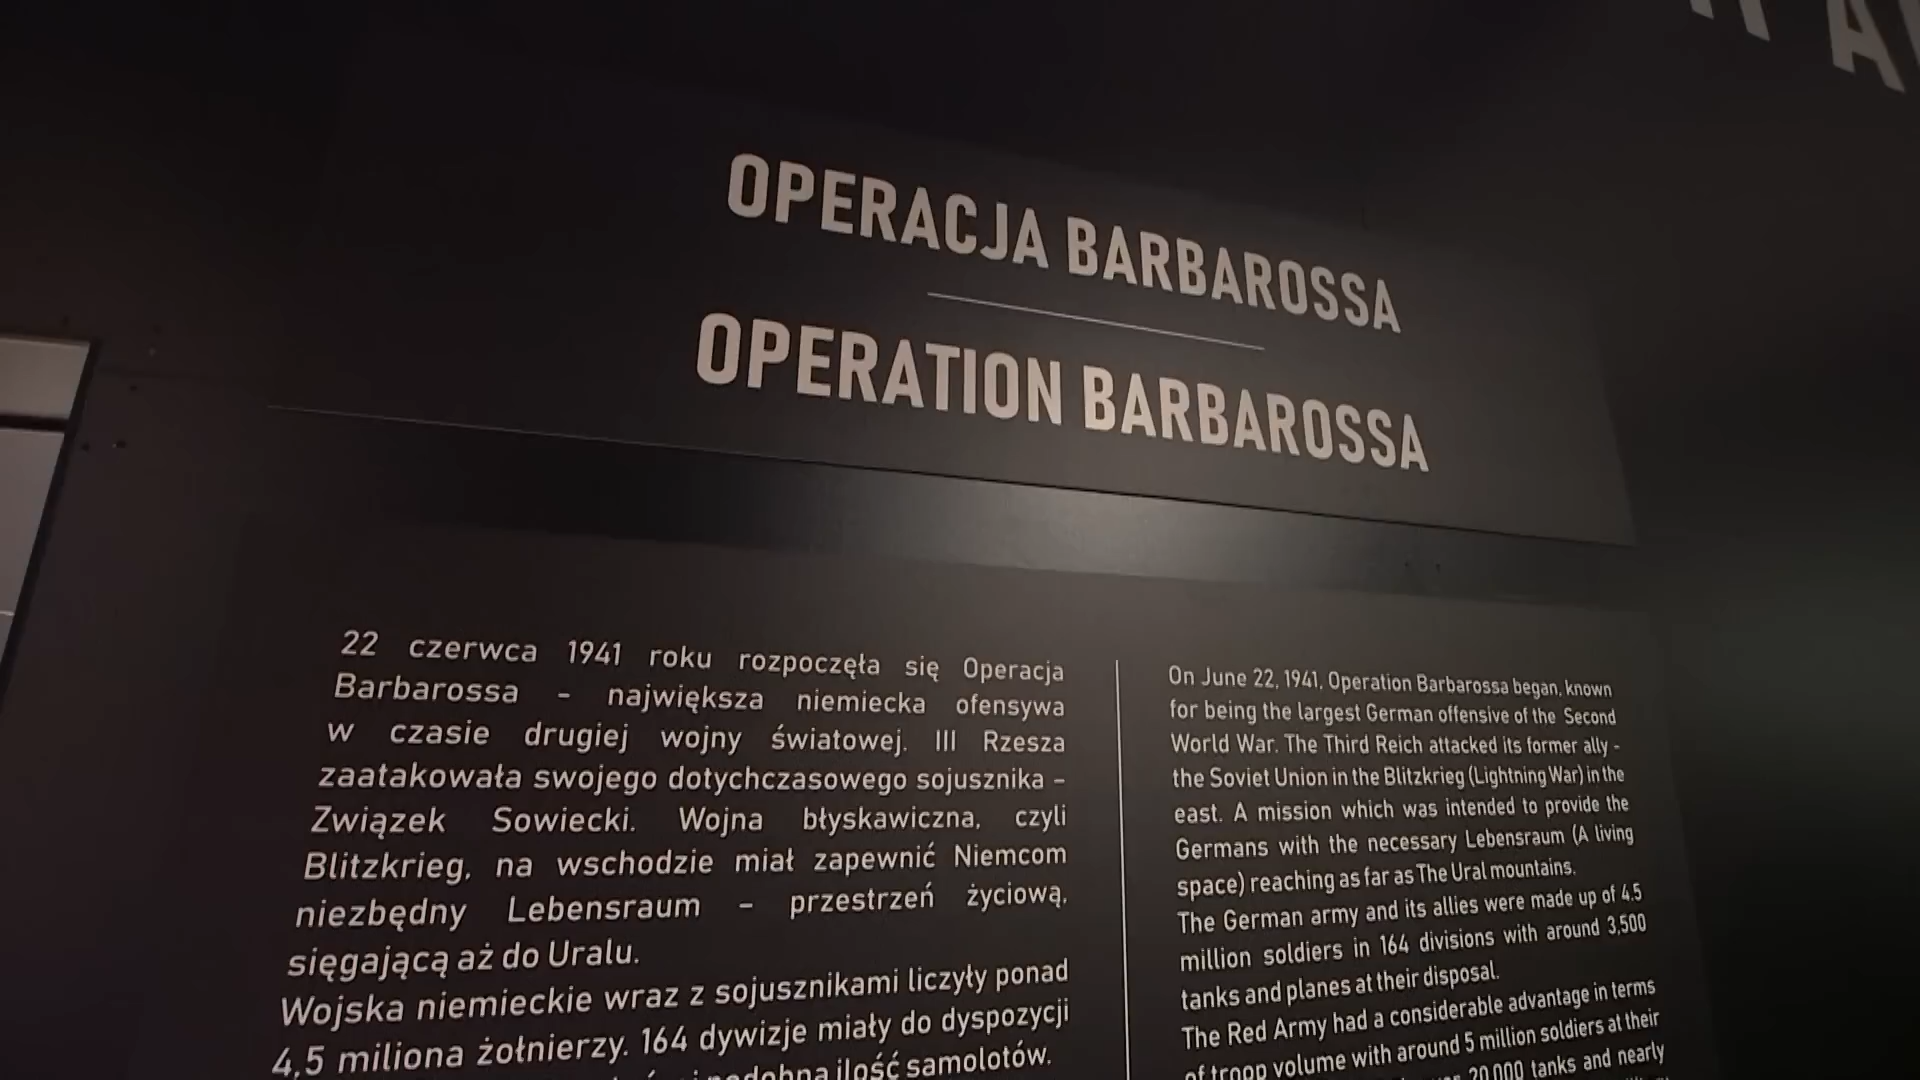 OPERACJA BARBAROSSA
OPERATION BARBAROSSA
22 czerwca 1941 roku rozpoczęła się Operacja
Barbarossa - największa niemiecka ofensywa
w czasie drugiej wojny światowej. III Rzesza
zaatakowała swojego dotychczasowego sojusznika -
Związek Sowiecki. Wojna błyskawiczna, czyli
Blitzkrieg, na wschodzie miał zapewnić Niemcom
niezbędny Lebensraum - przestrzeń życiową,
sięgającą aż do Uralu.
Wojska niemieckie wraz z sojusznikami liczyły ponad
4,5 miliona żołnierzy. 164 dywizje miały do dyspozycji
ilość samolotów.
On June 22, 1941, Operation Barbarossa began, known
for being the largest German offensive of the Second
World War. The Third Reich attacked its former ally -
the Soviet Union in the Blitzkrieg (Lightning War) in the
east. A mission which was intended to provide the
Germans with the necessary Lebensraum (A living
space) reaching as far as The Ural mountains.
The German army and its allies were made up of 4.5
million soldiers in 164 divisions with around 3,500
tanks and planes at their disposal.
The Red Army had a considerable advantage in terms
of troop volume with around 5 million soldiers at their
20,000 tanks and nearly